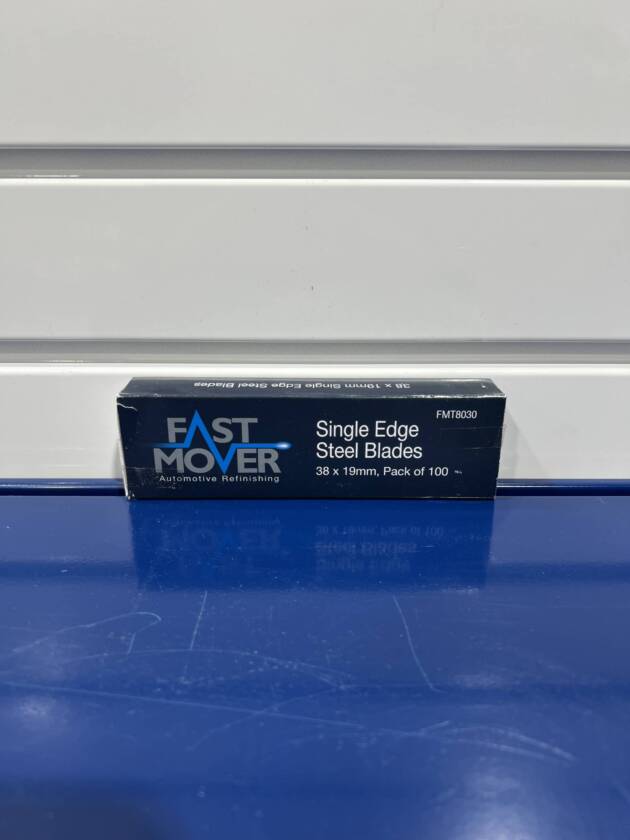 38 x 19mm Single Edge Steel Blades
FAST
MOVER
Automotive Refinishing
FMT8030
Single Edge
Steel Blades
38 x 19mm, Pack of 100